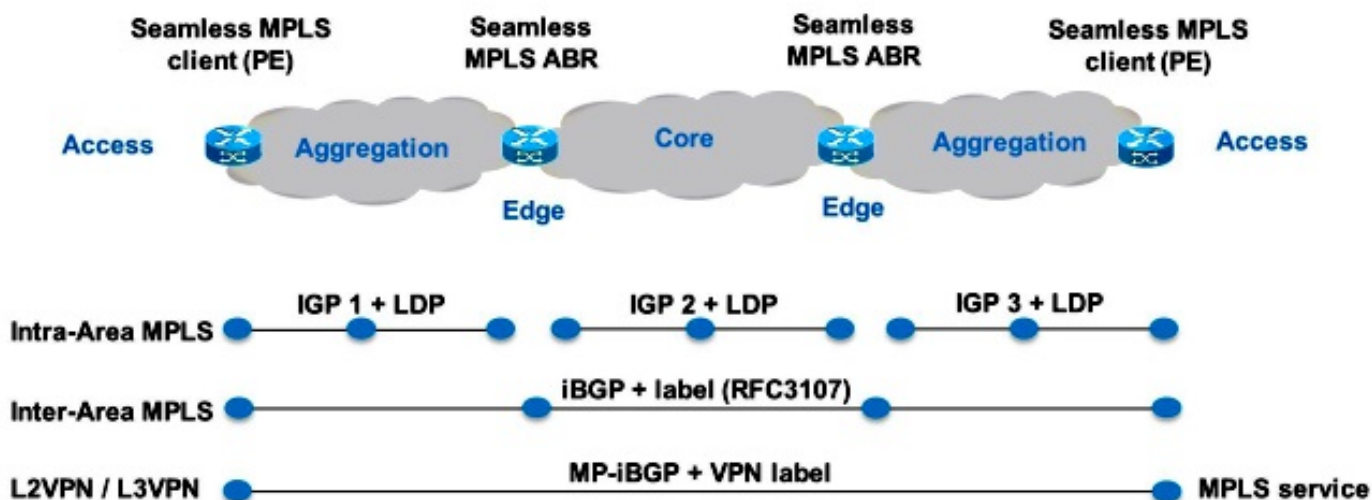 Seamless MPLS
client (PE)
Seamless
MPLS ABR
Seamless
MPLS ABR
Seamless MPLS
client (PE)
Access
Aggregation
Core
Aggregation
Access
Edge
Edge
IGP 1 + LDP
IGP 2 + LDP
IGP 3 + LDP
Intra-Area MPLS
iBGP + label (RFC3107)
Inter-Area MPLS
MP-iBGP + VPN label
L2VPN / L3VPN
MPLS service